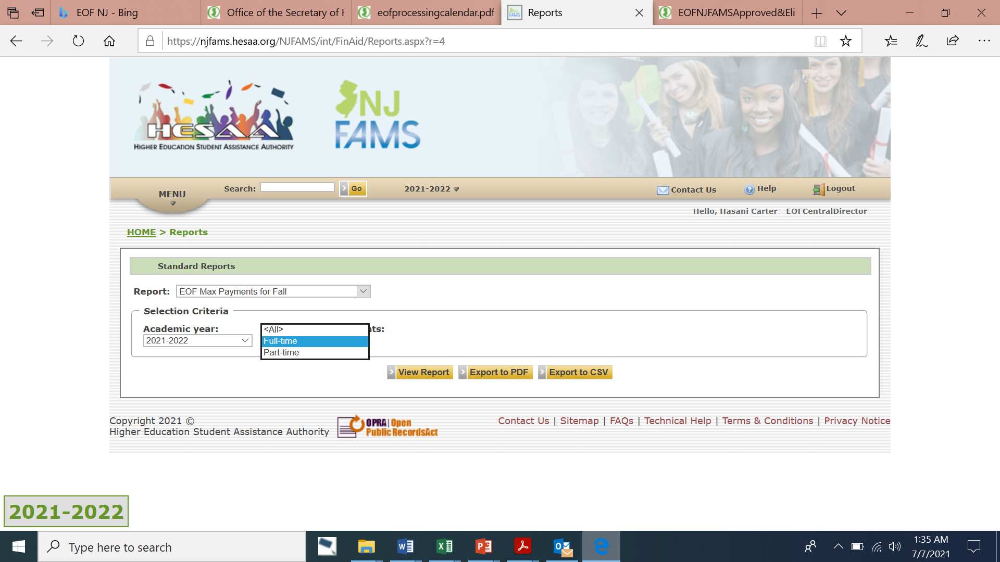 EOF NJ - Bing
Office of the Secretary of
eofprocessingcalendar.pdf
Reports
EOFNJFAMSApproved&Eli
https://njfams.hesaa.org/NJFAMS/int/FinAid/Reports.aspx?r=4
HESAA
HIGHER EDUCATION STUDENT ASSISTANCE AUTHORITY
NJ
FAMS
MENU
Search:
Go
2021-2022
Contact Us
Help
Logout
Hello, Hasani Carter - EOFCentralDirector
HOME > Reports
Standard Reports
Report: EOF Max Payments for Fall
Selection Criteria
Academic year:
2021-2022
<All>
Full-time
Part-time
nts:
View Report
Export to PDF
Export to CSV
Copyright 2021 ©
Higher Education Student Assistance Authority
OPRA | Open
Public RecordsAct
Contact Us | Sitemap | FAQs | Technical Help | Terms & Conditions | Privacy Notice
2021-2022
Type here to search
1:35 AM
7/7/2021